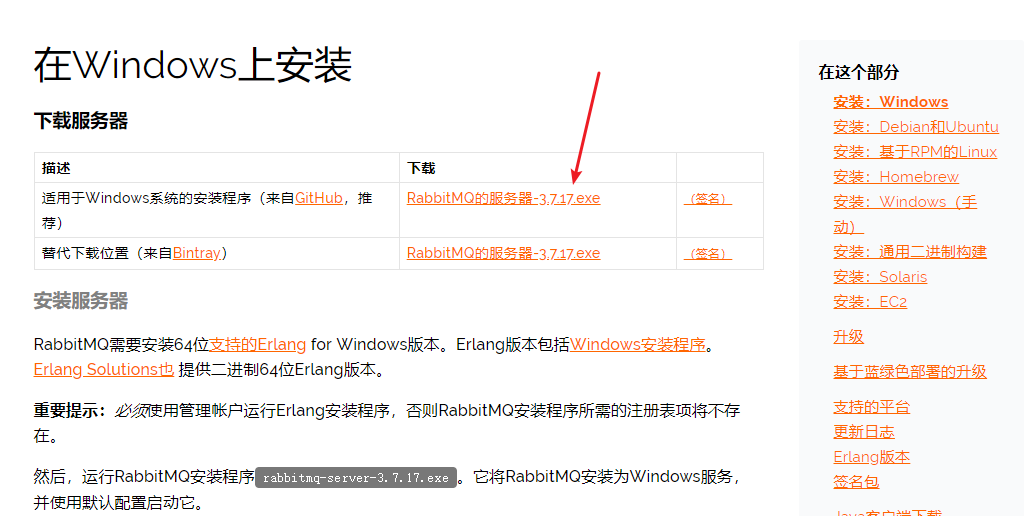 在Windows上安装
下载服务器
描述 下载
适用于Windows系统的安装程序（来自GitHub，推 RabbitMQ的服务器-3.7.17.exe （签名）
荐）
替代下载位置（来自Bintray） RabbitMQ的服务器-3.7.17.exe （签名）
安装服务器
RabbitMQ需要安装64位支持的Erlang for Windows版本。Erlang版本包括Windows安装程序。
Erlang Solutions也 提供二进制64位Erlang版本。
重要提示：必须使用管理帐户运行Erlang安装程序，否则RabbitMQ安装程序所需的注册表项将不存
在。
然后，运行RabbitMQ安装程序 rabbitmq-server-3.7.17.exe 。它将RabbitMQ安装为Windows服务，
并使用默认配置启动它。
在这个部分
安装：Windows
安装：Debian和Ubuntu
安装：基于RPM的Linux
安装：Homebrew
安装：Windows（手
动）
安装：通用二进制构建
安装：Solaris
安装：EC2
升级
基于蓝绿色部署的升级
支持的平台
更新日志
Erlang版本
签名包
Java客户端下载